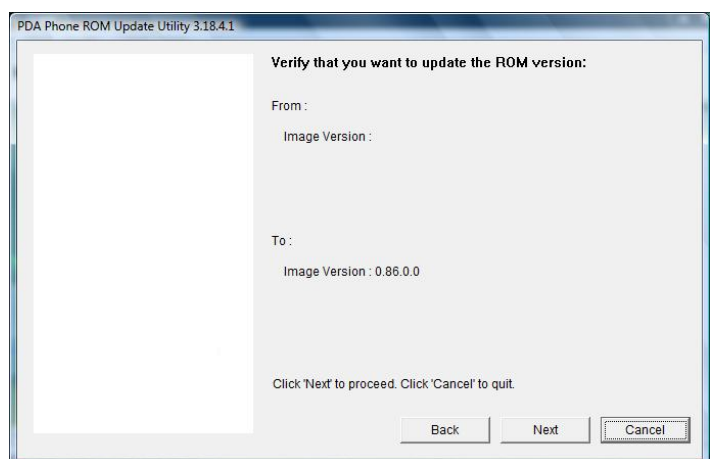 PDA Phone ROM Update Utility 3.18.4.1
Verify that you want to update the ROM version:
From :
Image Version :
To :
Image Version : 0.86.0.0
Click 'Next' to proceed. Click 'Cancel' to quit.
Back Next Cancel